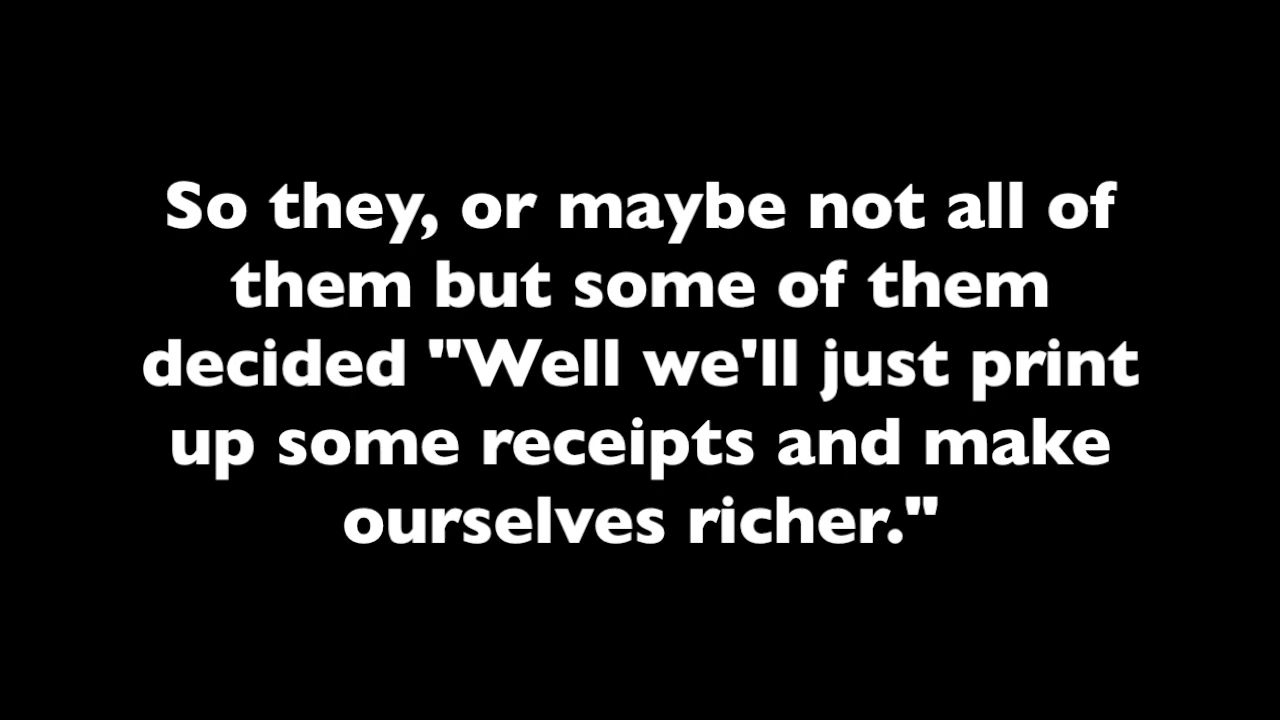 So they, or maybe not all of
them but some of them
decided "Well we'll just print
up some receipts and make
ourselves richer."